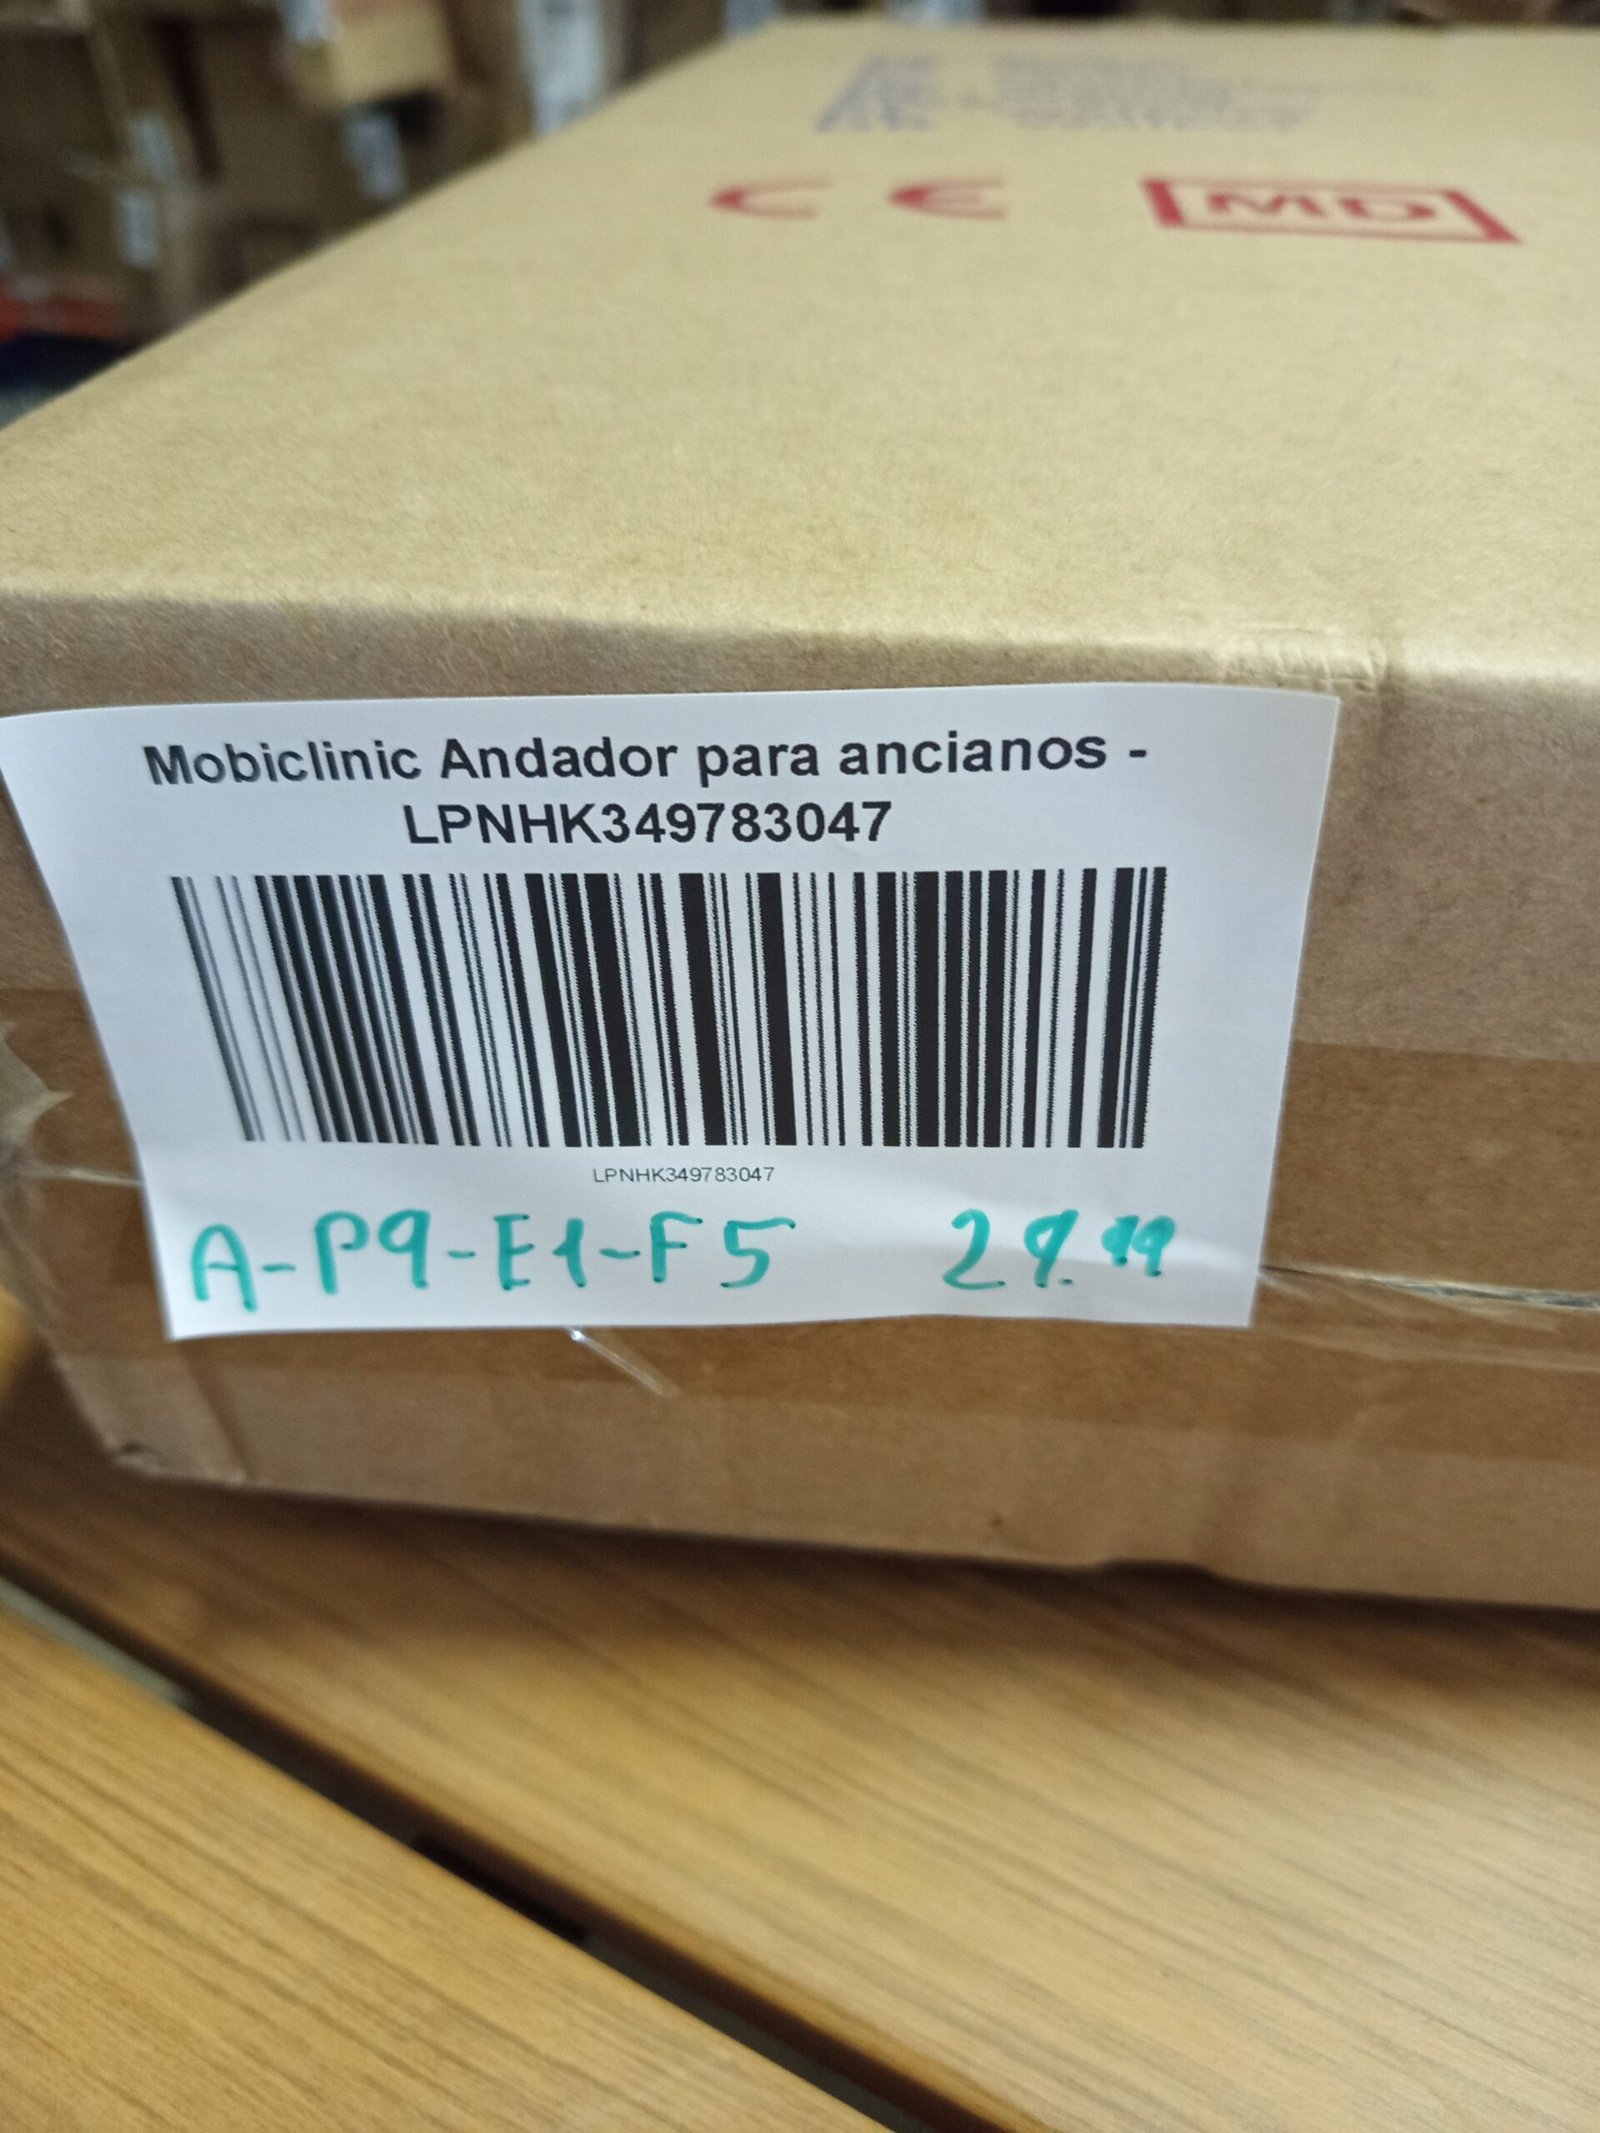 CE MD
Mobiclinic Andador para ancianos -
LPNHK349783047
LPNHK349783047
A-P9-E1-F5 29.99